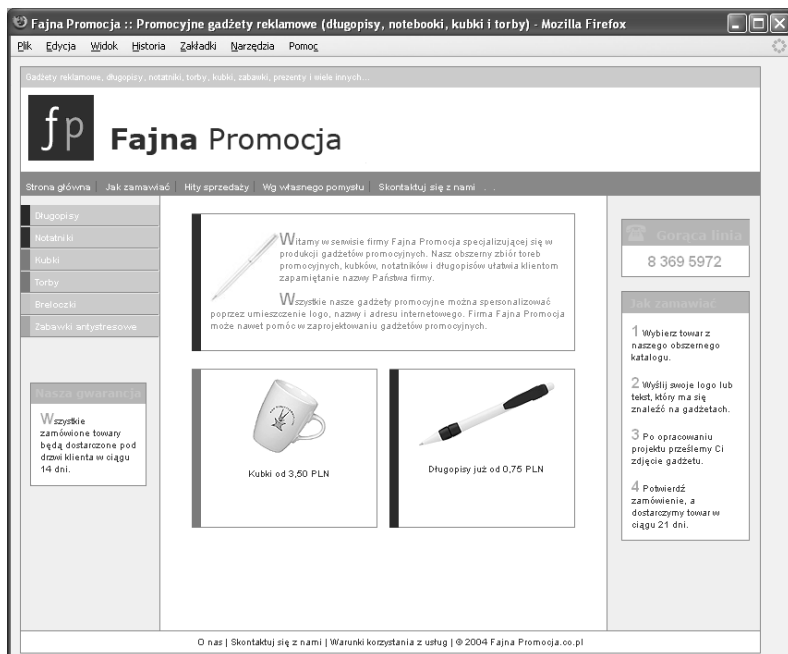 Fajna Promocja :: Promocyjne gadżety reklamowe (długopisy, notebooki, kubki i torby) - Mozilla Firefox
Plik Edycja Widok Historia Zakładki Narzędzia Pomoc
Gadżety reklamowe, długopisy, notatniki, torby, kubki, zabawki, prezenty i wiele innych...
fp
Fajna Promocja
Strona główna | Jak zamawiać | Hity sprzedaży | Wg własnego pomysłu | Skontaktuj się z nami . .
Długopisy
Notatniki
Kubki
Torby
Breloczki
Zabawki antystresowe
Nasza gwarancja
Wszystkie
zamówione towary
będą dostarczone pod
drzwi klienta w ciągu
14 dni.
Witamy w serwisie firmy Fajna Promocja specjalizującej się w
produkcji gadżetów promocyjnych. Nasz obszerny zbiór toreb
promocyjnych, kubków, notatników i długopisów ułatwia klientom
zapamiętanie nazwy Państwa firmy.
Wszystkie nasze gadżety promocyjne można spersonalizować
poprzez umieszczenie logo, nazwy i adresu internetowego. Firma Fajna Promocja
może nawet pomóc w zaprojektowaniu gadżetów promocyjnych.
Kubki od 3,50 PLN
Długopisy już od 0,75 PLN
Gorąca linia
8 369 5972
Jak zamawiać
1 Wybierz towar z
naszego obszernego
katalogu.
2 Wyślij swoje logo lub
tekst, który ma się
znaleźć na gadżetach.
3 Po opracowaniu
projektu prześlemy Ci
zdjęcie gadżetu.
4 Potwierdź
zamówienie, a
dostarczymy towar w
ciągu 21 dni.
O nas | Skontaktuj się z nami | Warunki korzystania z usług | © 2004 Fajna Promocja.co.pl